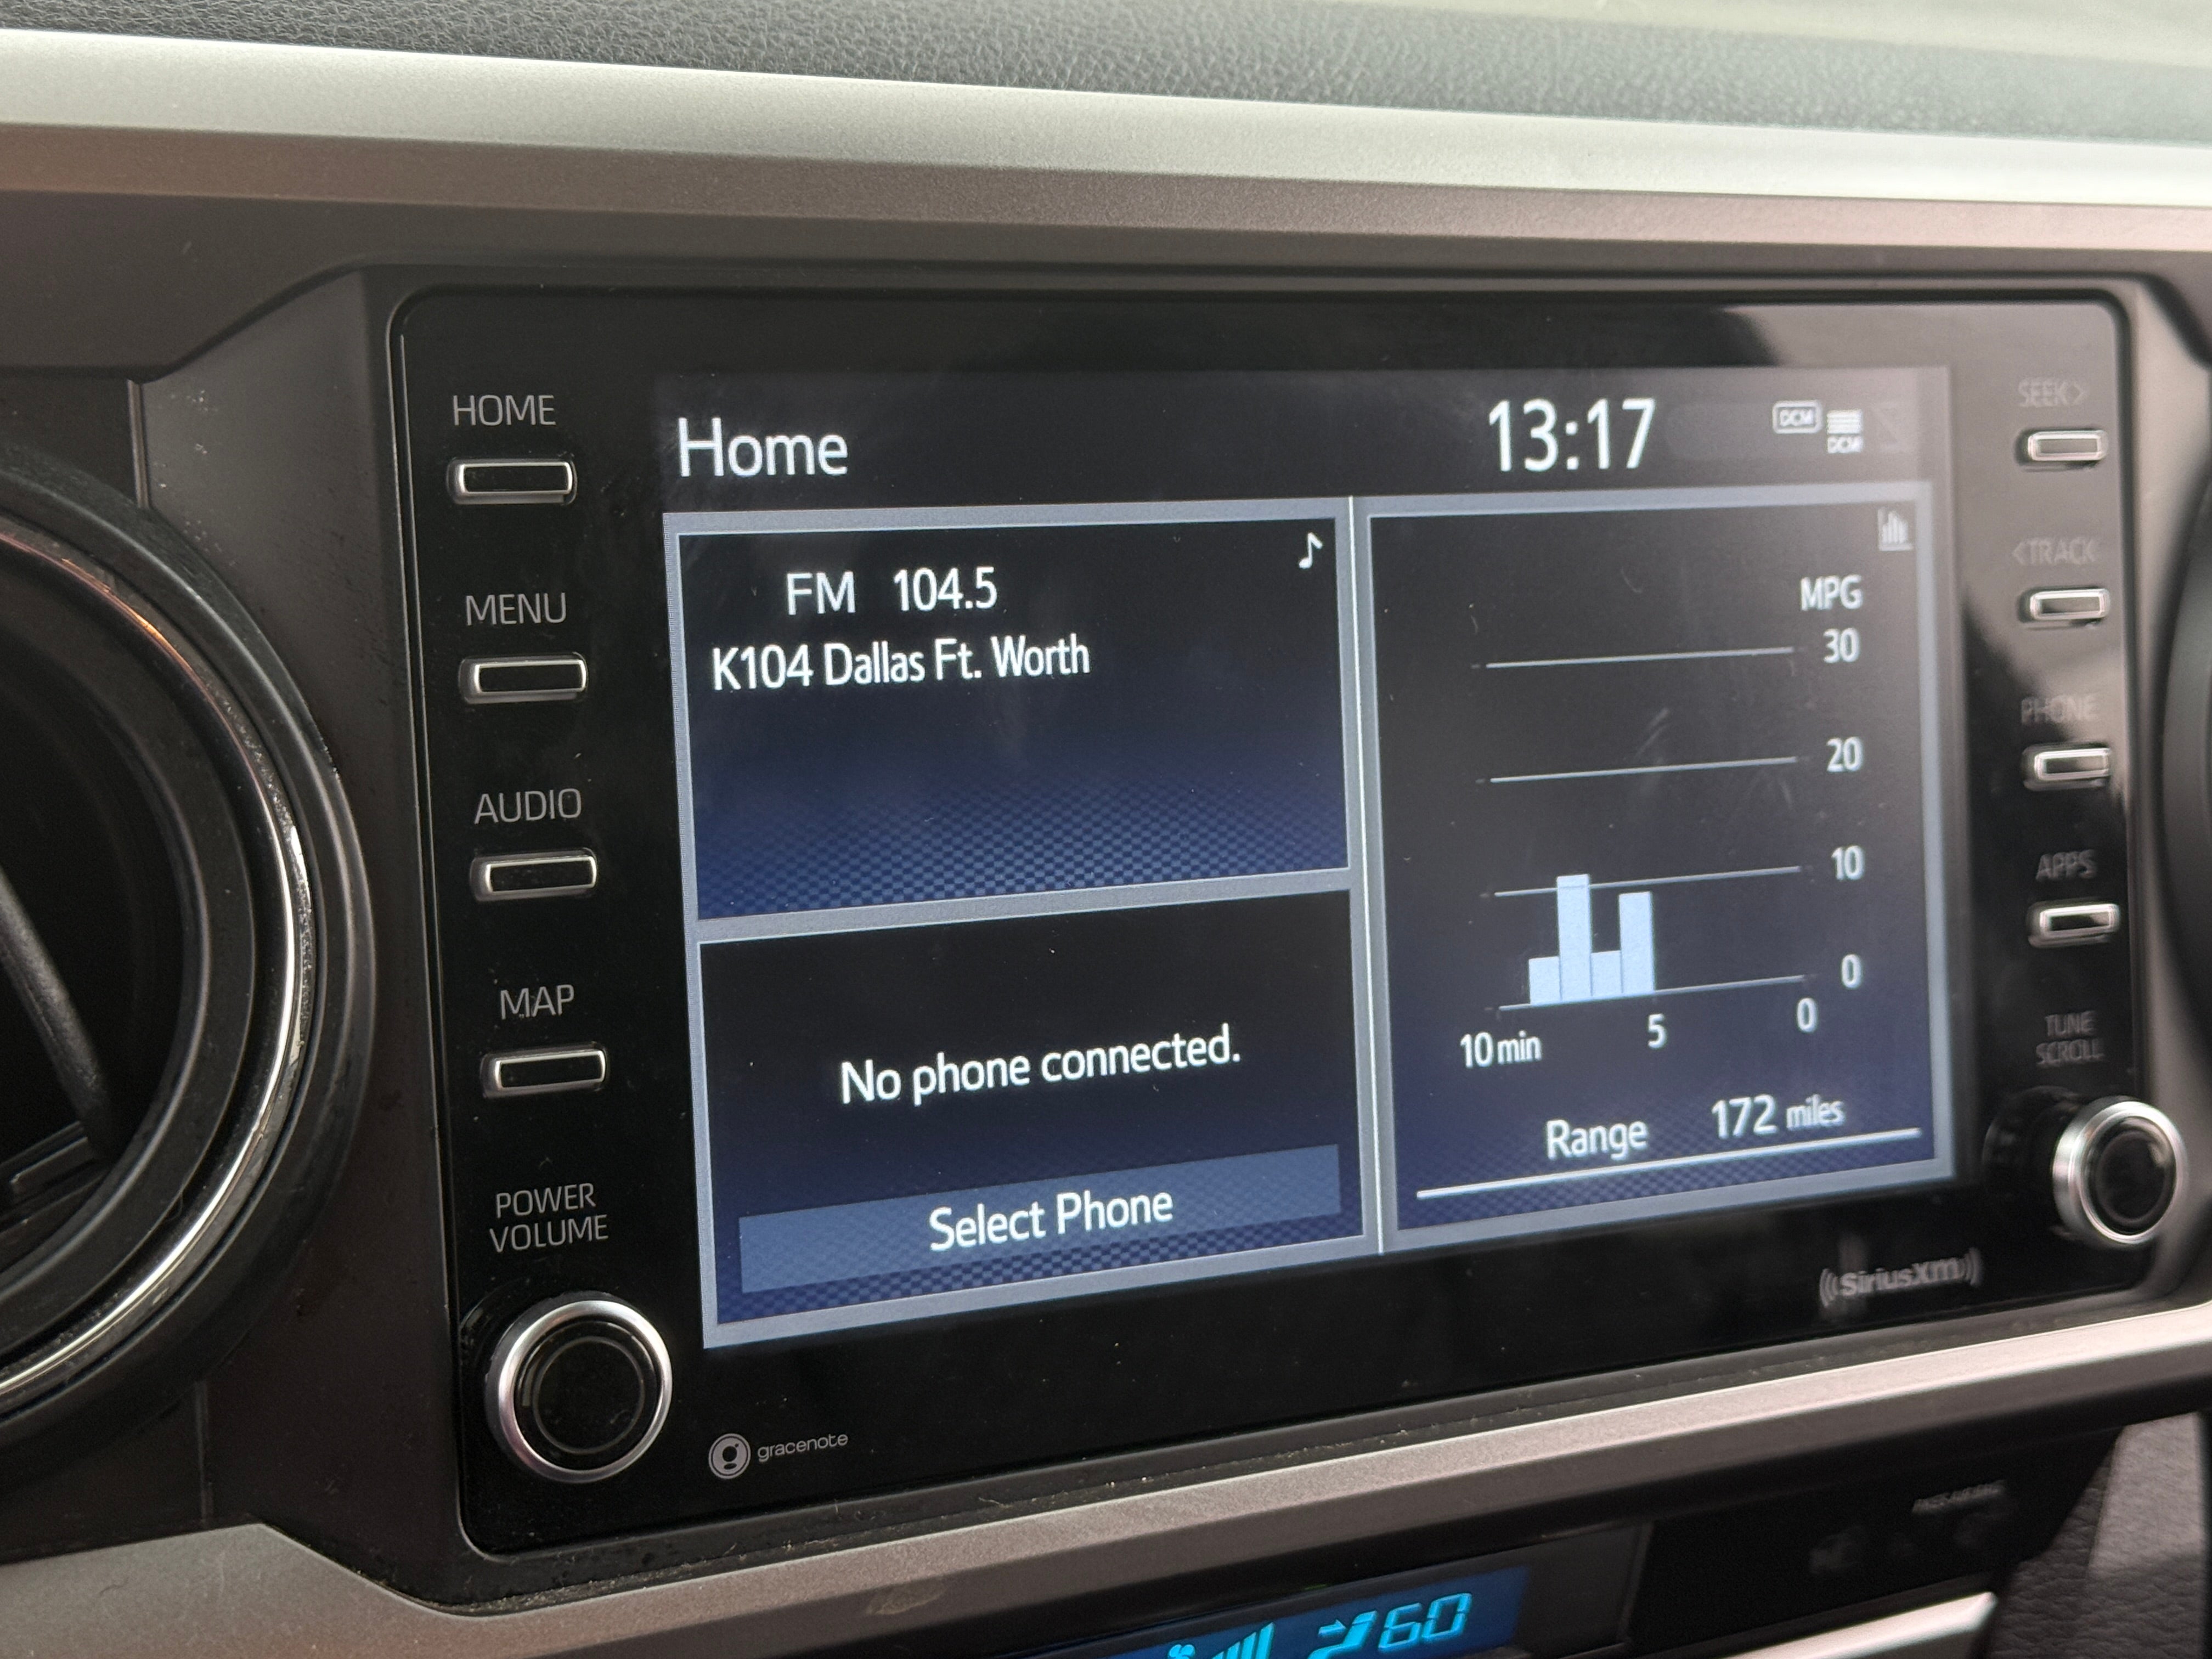 HOME
MENU
AUDIO
MAP
POWER
VOLUME
Home
13:17
DCM
DCM
FM 104.5
K104 Dallas Ft. Worth
No phone connected.
Select Phone
MPG
30
20
10
0
10 min 5 0
Range 172 miles
SEEK >
< TRACK
PHONE
APPS
TUNE
SCROLL
gracenote
SiriusXM
60